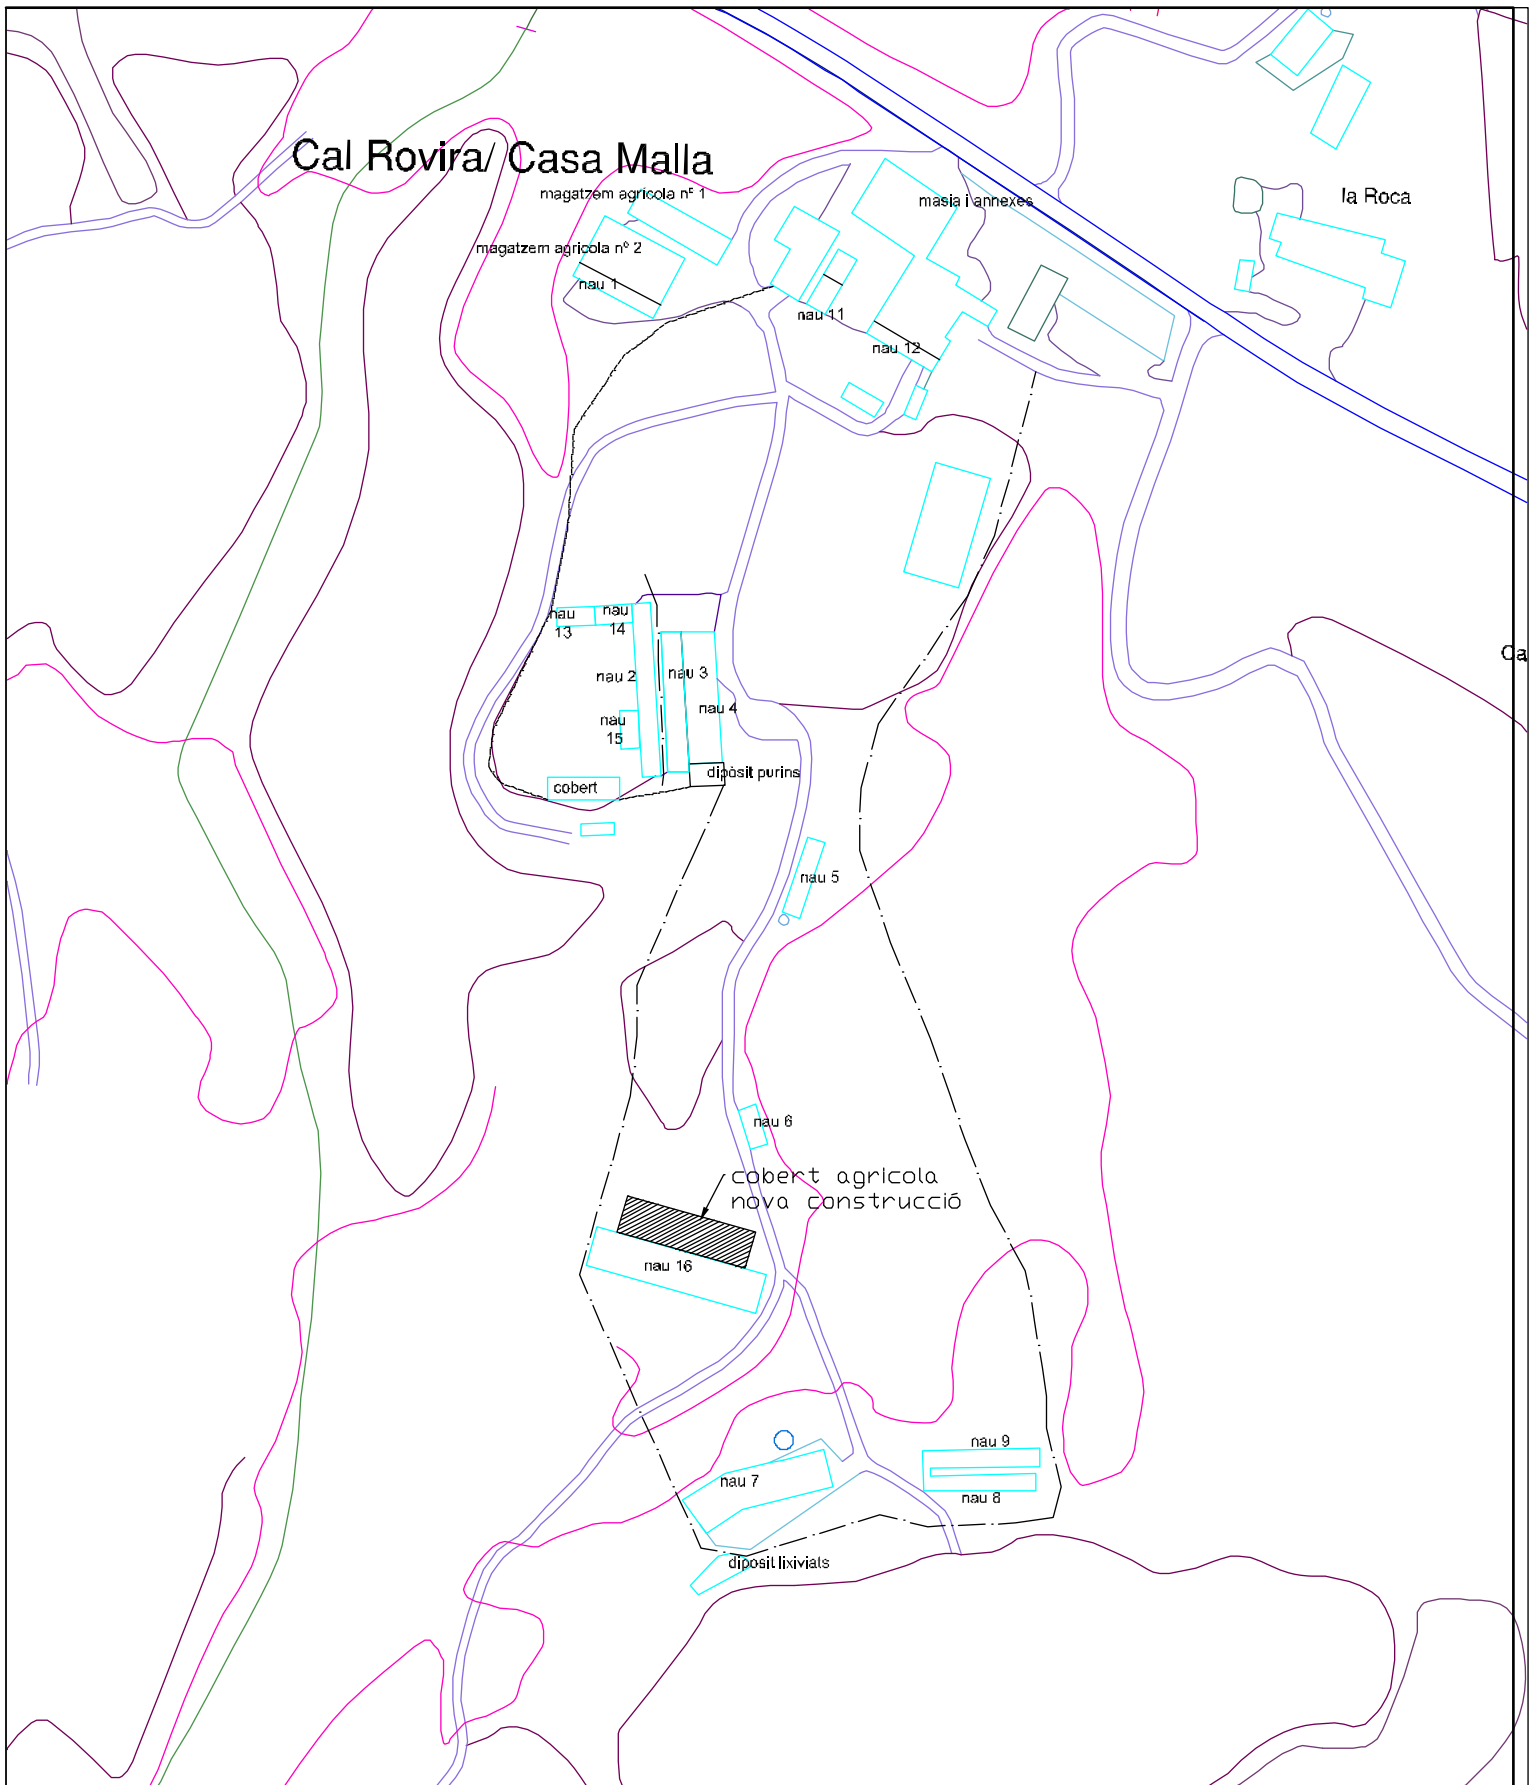 Cal Rovira/ Casa Malla
magatzem agrícola nº 1
masia i annexes
la Roca
magatzem agrícola nº 2
nau 1
nau 11
nau 12
nau
13
nau
14
nau 2
nau 3
nau 4
nau
15
dipòsit purins
cobert
Ca
nau 5
nau 6
cobert agrícola
nova construcció
nau 16
nau 9
nau 7
nau 8
diposit lixiviats